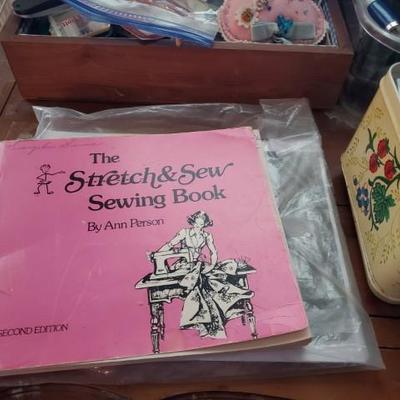 The
Stretch & Sew
Sewing Book
By Ann Person
SECOND EDITION